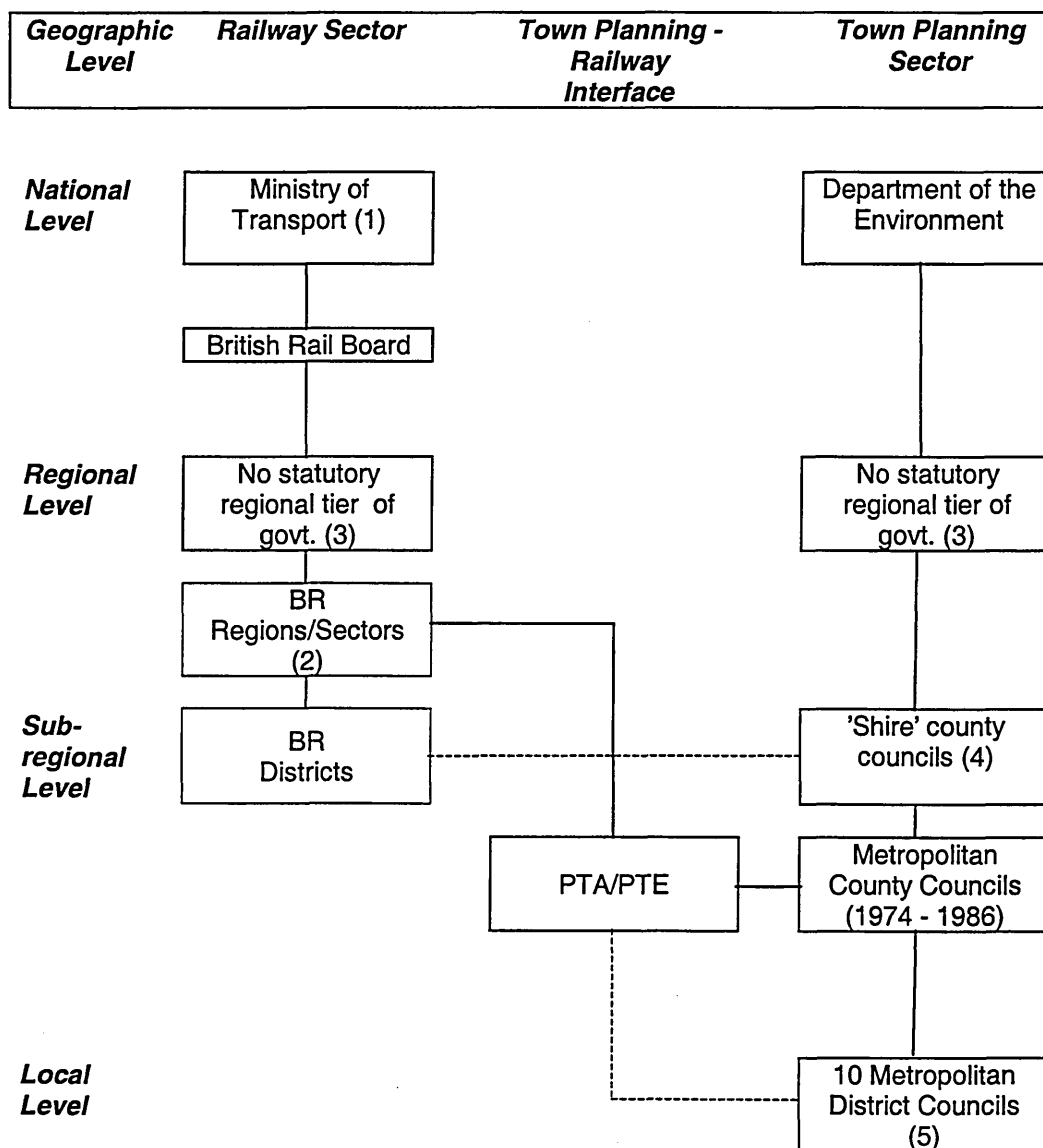 Geographic Level
Railway Sector
Town Planning -
Railway
Interface
Town Planning
Sector
National
Level
Ministry of
Transport (1)
Department of the
Environment
British Rail Board
Regional
Level
No statutory
regional tier of
govt. (3)
No statutory
regional tier of
govt. (3)
BR
Regions/Sectors
(2)
Sub-
regional
Level
BR
Districts
'Shire' county
councils (4)
PTA/PTE
Metropolitan
County Councils
(1974 - 1986)
Local
Level
10 Metropolitan
District Councils
(5)